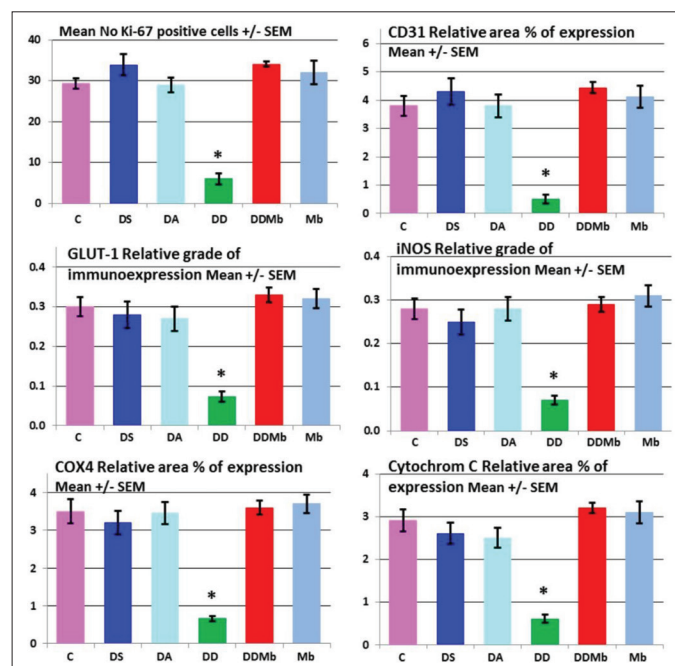 Mean No Ki-67 positive cells +/- SEM
40
30
20
10
0
*
C DS DA DD DDMb Mb
CD31 Relative area % of expression
Mean +/- SEM
6
5
4
3
2
1
0
*
C DS DA DD DDMb Mb
GLUT-1 Relative grade of
immunoexpression Mean +/- SEM
0.4
0.3
0.2
0.1
0.0
*
C DS DA DD DDMb Mb
iNOS Relative grade of
immunoexpression Mean +/- SEM
0.4
0.3
0.2
0.1
0.0
*
C DS DA DD DDMb Mb
COX4 Relative area % of expression
Mean +/- SEM
4
3
2
1
0
*
C DS DA DD DDMb Mb
Cytochrom C Relative area % of
expression Mean +/- SEM
4
3
2
1
0
*
C DS DA DD DDMb Mb